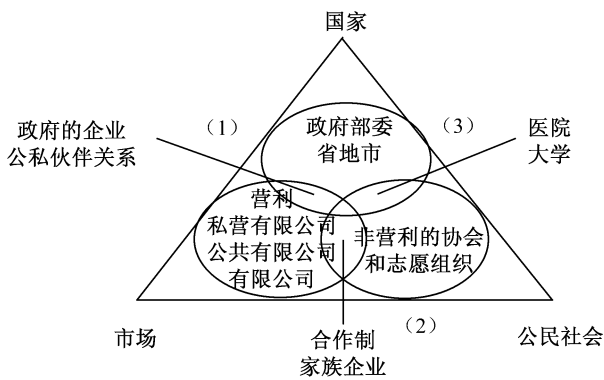 国家
政府的企业
公私伙伴关系
（1）
政府部委
省地市
（3）
医院
大学
营利
私营有限公司
公共有限公司
有限公司
非营利的协会
和志愿组织
市场
合作制
家族企业
（2）
公民社会